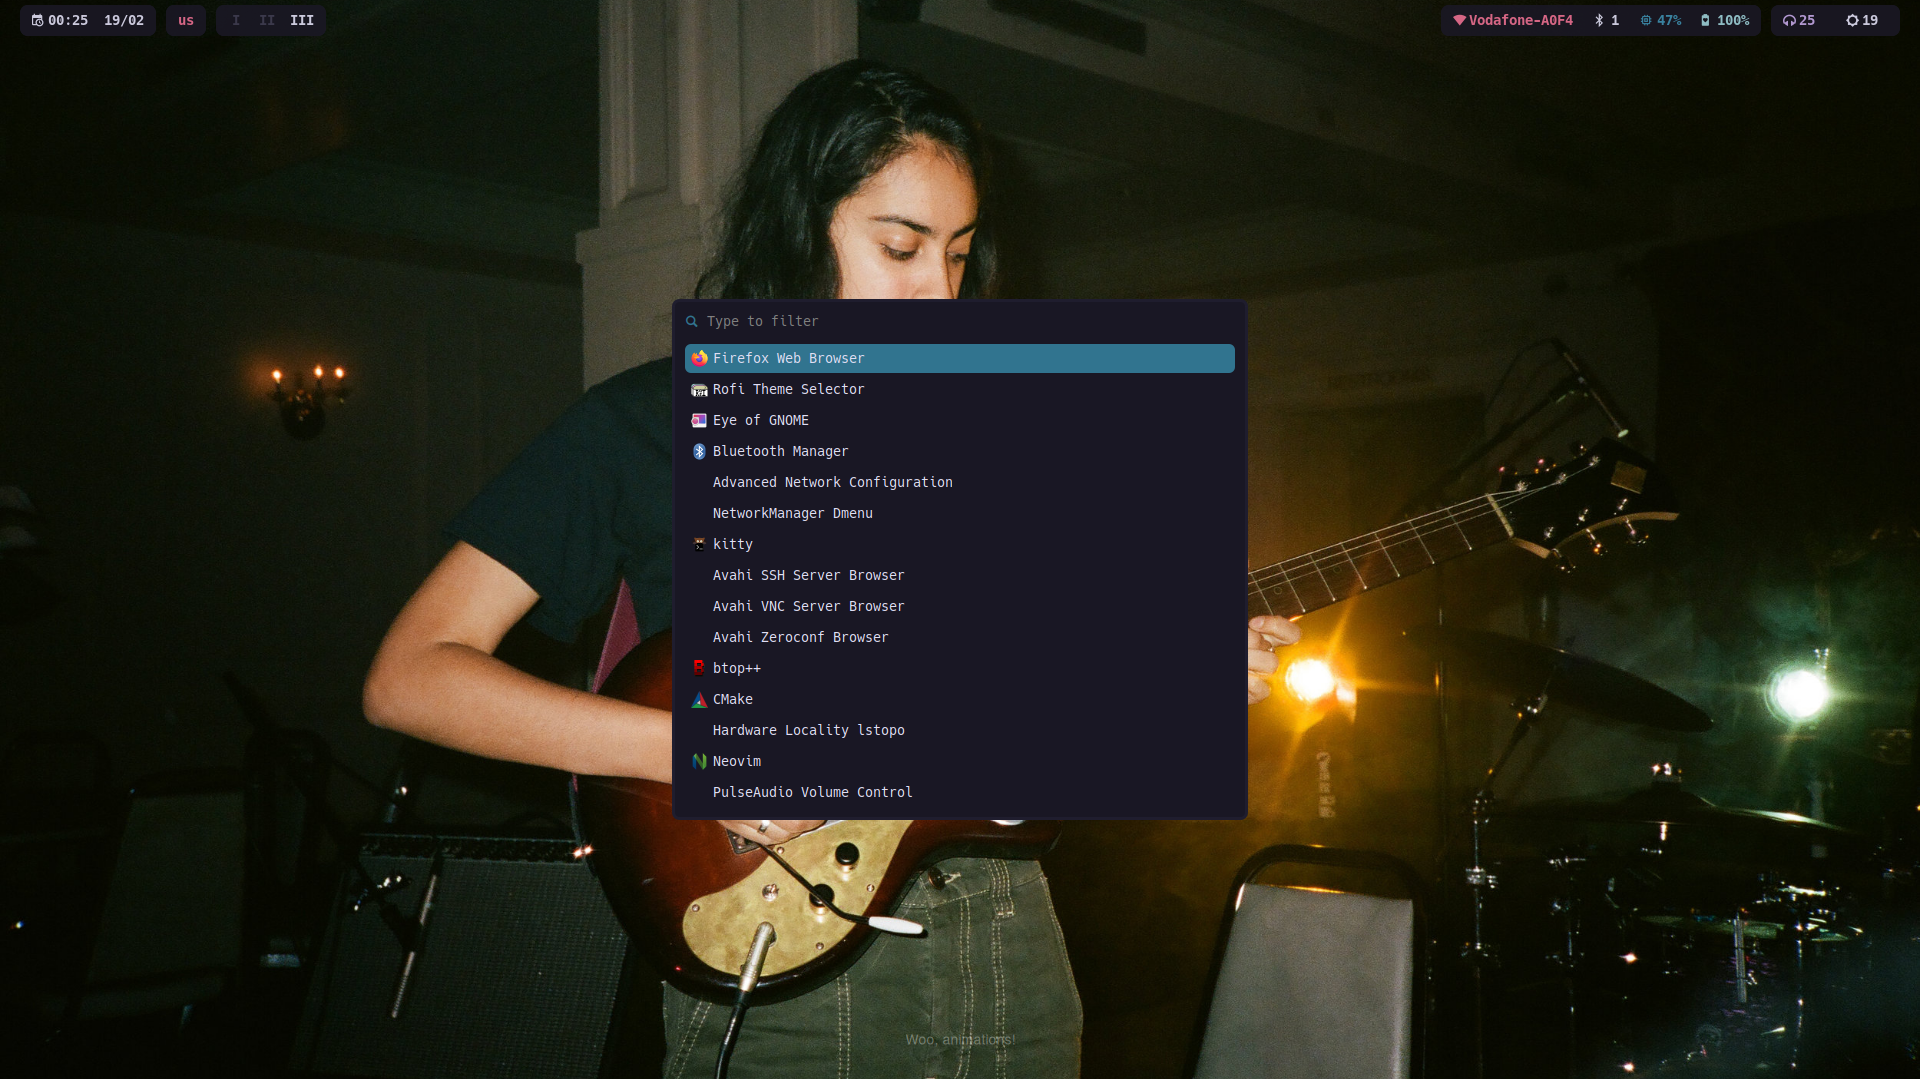 00:25 19/02 us I II III Vodafone-A0F4 1 47% 100% 25 19
Type to filter
Firefox Web Browser
Rofi Theme Selector
Eye of GNOME
Bluetooth Manager
Advanced Network Configuration
NetworkManager Dmenu
kitty
Avahi SSH Server Browser
Avahi VNC Server Browser
Avahi Zeroconf Browser
btop++
CMake
Hardware Locality lstopo
Neovim
PulseAudio Volume Control
Woo, animations!